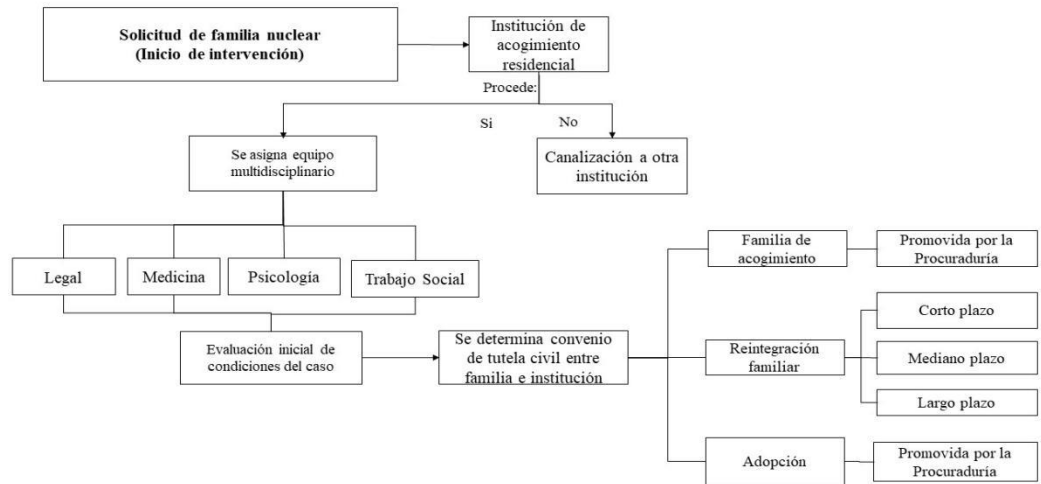 Solicitud de familia nuclear
(Inicio de intervención)
Institución de
acogimiento
residencial
Procede:
Si
No
Se asigna equipo
multidisciplinario
Canalización a otra
institución
Legal
Medicina
Psicología
Trabajo Social
Evaluación inicial de
condiciones del caso
Se determina convenio
de tutela civil entre
familia e institución
Familia de
acogimiento
Promovida por la
Procuraduría
Reintegración
familiar
Corto plazo
Mediano plazo
Largo plazo
Adopción
Promovida por la
Procuraduría